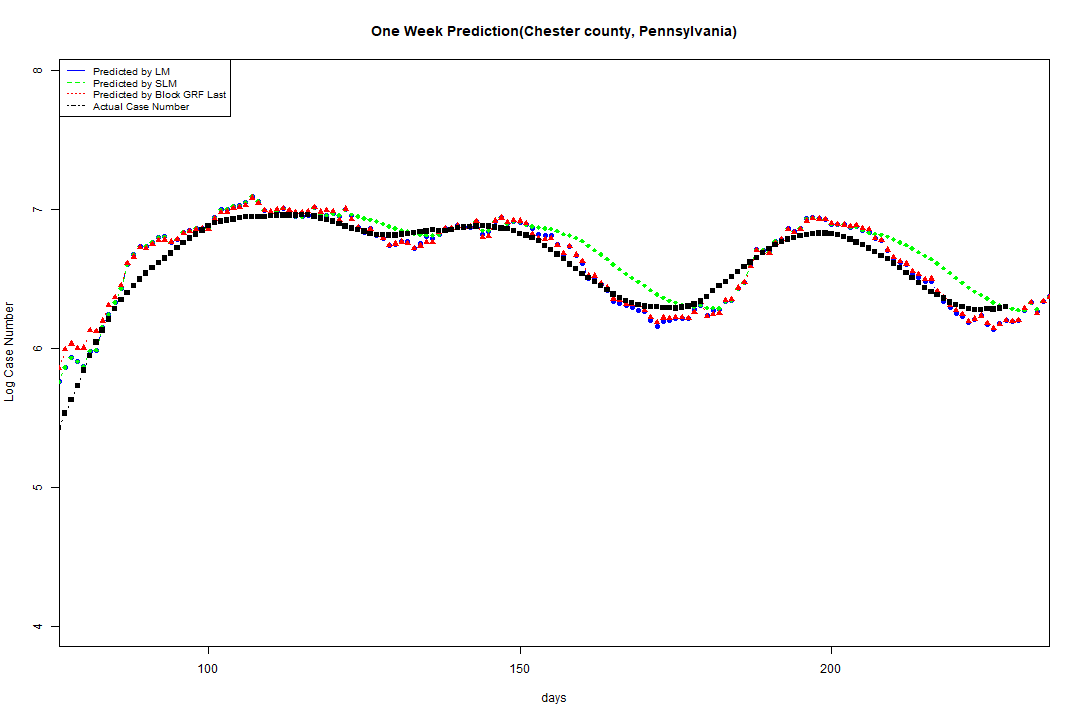 One Week Prediction(Chester county, Pennsylvania)
Predicted by LM
Predicted by SLM
Predicted by Block GRF Last
Actual Case Number
8
7
6
5
4
Log Case Number
100
150
200
days